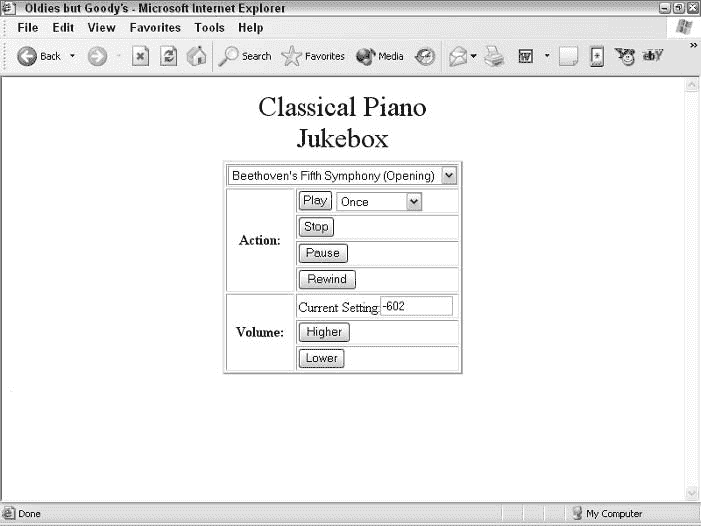 Oldies but Goody's - Microsoft Internet Explorer
File Edit View Favorites Tools Help
Back Search Favorites Media
Classical Piano
Jukebox
Beethoven's Fifth Symphony (Opening)
Action:
Play Once
Stop
Pause
Rewind
Volume:
Current Setting: -602
Higher
Lower
Done My Computer